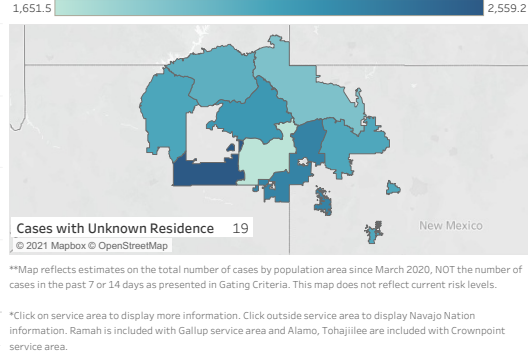 1,651.5 2,559.2
New Mexico
Cases with Unknown Residence 19
© 2021 Mapbox © OpenStreetMap
**Map reflects estimates on the total number of cases by population area since March 2020, NOT the number of
cases in the past 7 or 14 days as presented in Gating Criteria. This map does not reflect current risk levels.
*Click on service area to display more information. Click outside service area to display Navajo Nation
information. Ramah is included with Gallup service area and Alamo, Tohajiilee are included with Crownpoint
service area.